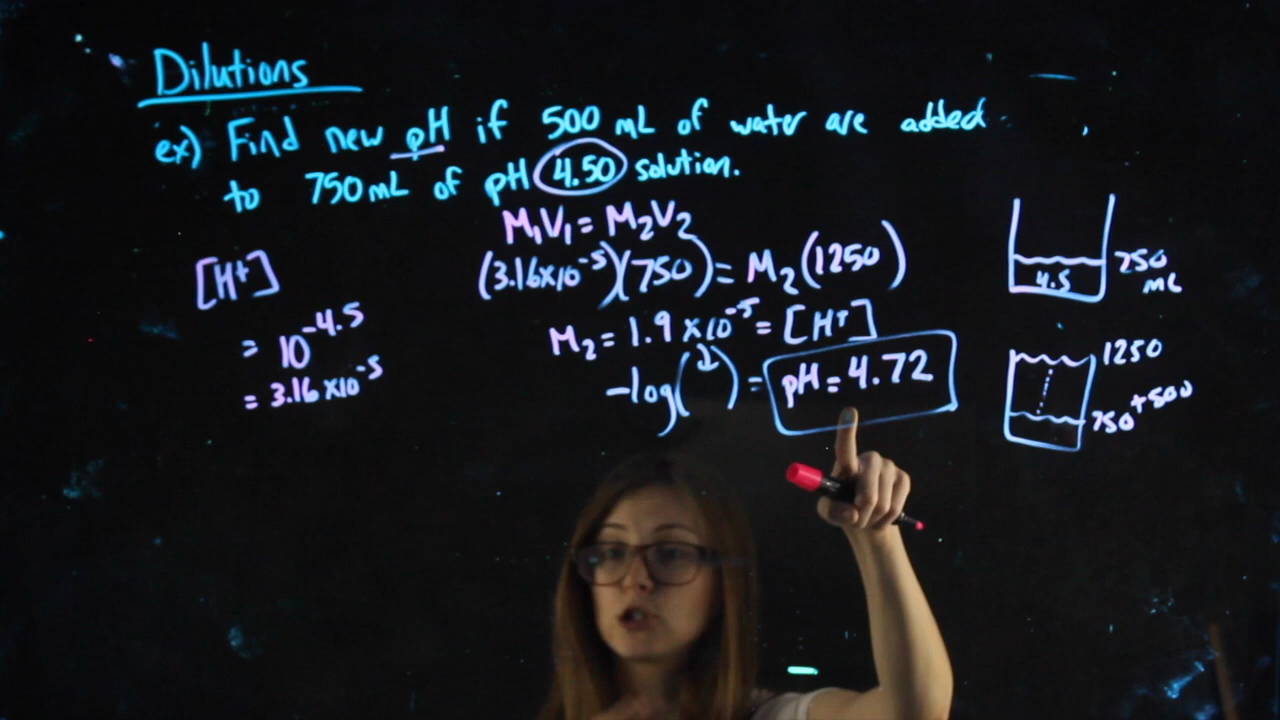 Dilutions
ex) Find new pH if 500 mL of water are added
to 750 mL of pH 4.50 solution.
[H+]
= 10^-4.5
= 3.16x10^-5
M₁V₁ = M₂V₂
(3.16x10^-5)(750) = M₂(1250)
M₂ = 1.9 x10^-5 = [H+]
-log( ) = pH = 4.72
4.5
750
mL
1250
750 +500